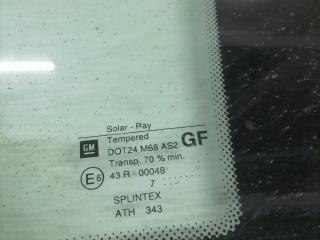 Solar - Ray
Tempered
GM DOT24 M68 AS2 GF
Transp. 70 % min.
E6 43 R - 00048
7 . . . . . .
SPLINTEX
ATH 343